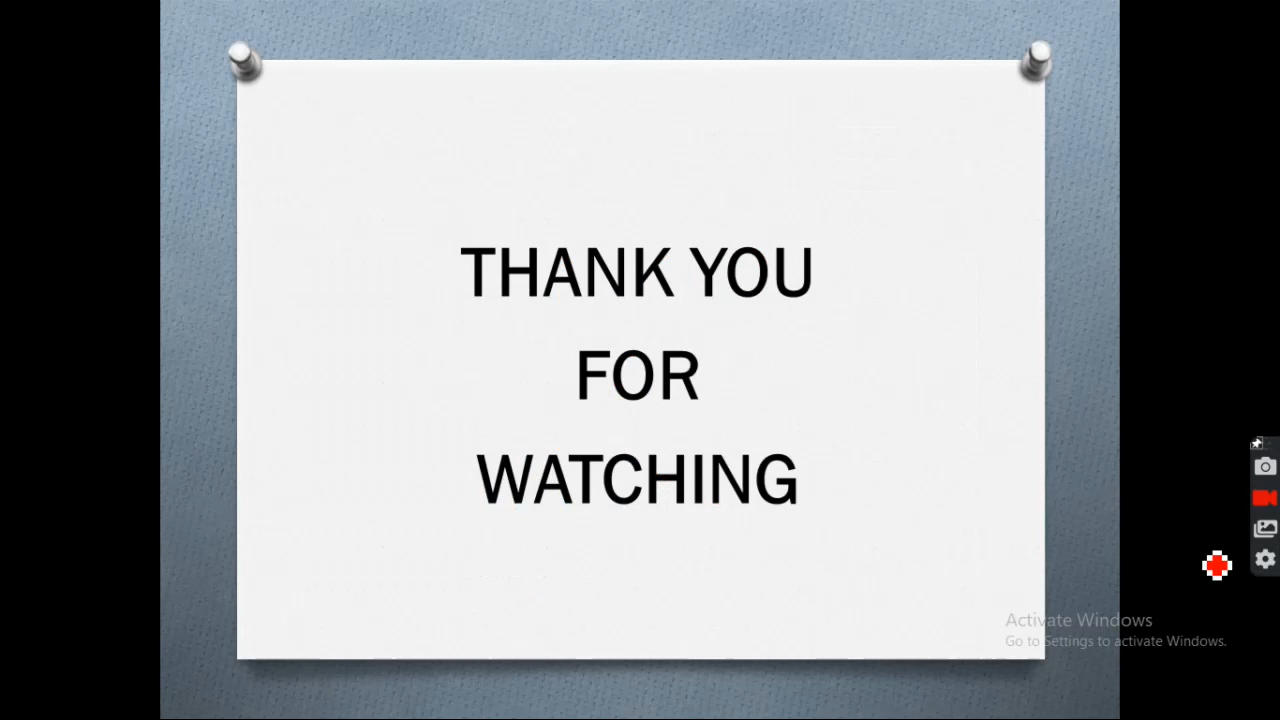 THANK YOU
FOR
WATCHING
Activate Windows
Go to Settings to activate Windows.